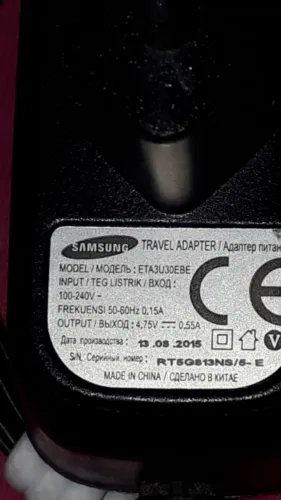 SAMSUNG TRAVEL ADAPTER / Адаптер питан
MODEL / МОДЕЛЬ : ETA3U30EBE
INPUT / TEG LISTRIK / ВХОД :
100-240V ~
FREKUENSI 50-60Hz 0.15A
OUTPUT / ВЫХОД : 4,75V ⎓ 0.55A
Дата производства : 13.08.2015
S/N, Серийный номер: RT5G813NS/5-E
MADE IN CHINA / СДЕЛАНО В КИТАЕ
CE
V